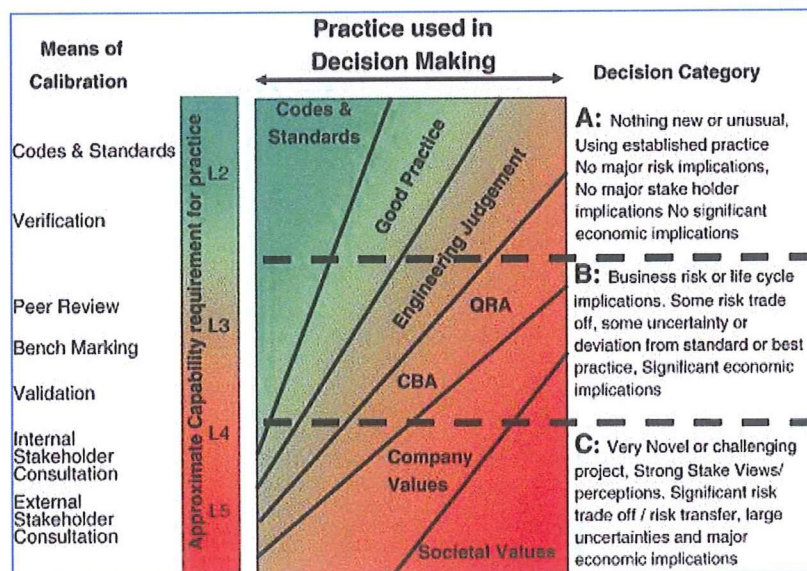 Practice used in
Decision Making
Means of
Calibration
Decision Category
Codes & Standards
Verification
Peer Review
Bench Marking
Validation
Internal
Stakeholder
Consultation
External
Stakeholder
Consultation
Approximate Capability requirement for practice
L2
L3
L4
L5
Codes &
Standards
Good Practice
Engineering Judgement
QRA
CBA
Company
Values
Societal Values
A: Nothing new or unusual,
Using established practice
No major risk implications,
No major stake holder
implications No significant
economic implications
B: Business risk or life cycle
implications. Some risk trade
off, some uncertainty or
deviation from standard or best
practice, Significant economic
implications
C: Very Novel or challenging
project, Strong Stake Views/
perceptions. Significant risk
trade off / risk transfer, large
uncertainties and major
economic implications